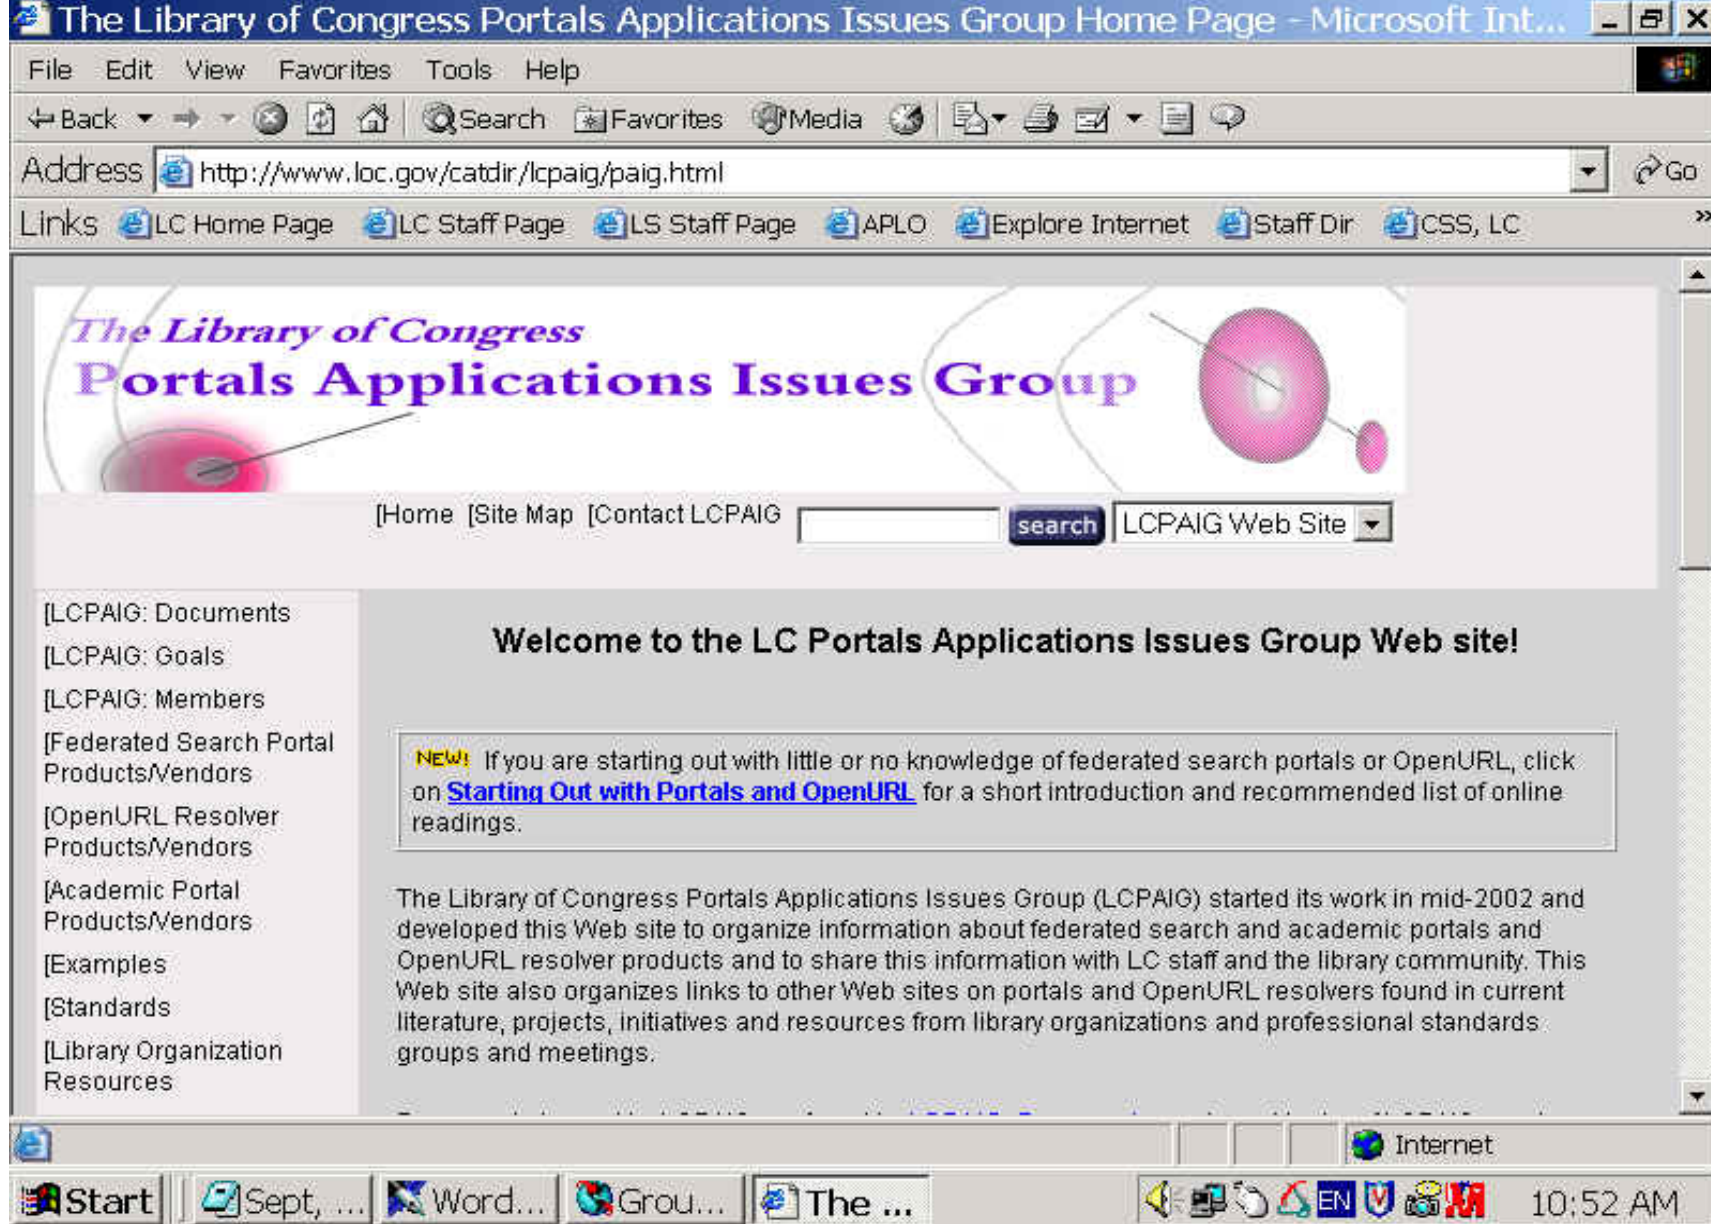 The Library of Congress Portals Applications Issues Group Home Page - Microsoft Int...
File Edit View Favorites Tools Help
Back Search Favorites Media
Address http://www.loc.gov/catdir/lcpaig/paig.html Go
Links LC Home Page LC Staff Page LS Staff Page APLO Explore Internet Staff Dir CSS, LC »
The Library of Congress
Portals Applications Issues Group
[Home [Site Map [Contact LCPAIG search LCPAIG Web Site
[LCPAIG: Documents
[LCPAIG: Goals
[LCPAIG: Members
[Federated Search Portal
Products/Vendors
[OpenURL Resolver
Products/Vendors
[Academic Portal
Products/Vendors
[Examples
[Standards
[Library Organization
Resources
Welcome to the LC Portals Applications Issues Group Web site!
NEW! If you are starting out with little or no knowledge of federated search portals or OpenURL, click
on Starting Out with Portals and OpenURL for a short introduction and recommended list of online
readings.
The Library of Congress Portals Applications Issues Group (LCPAIG) started its work in mid-2002 and
developed this Web site to organize information about federated search and academic portals and
OpenURL resolver products and to share this information with LC staff and the library community. This
Web site also organizes links to other Web sites on portals and OpenURL resolvers found in current
literature, projects, initiatives and resources from library organizations and professional standards
groups and meetings.
Internet
Start Sept, ... Word... Grou... The ... EN 10:52 AM